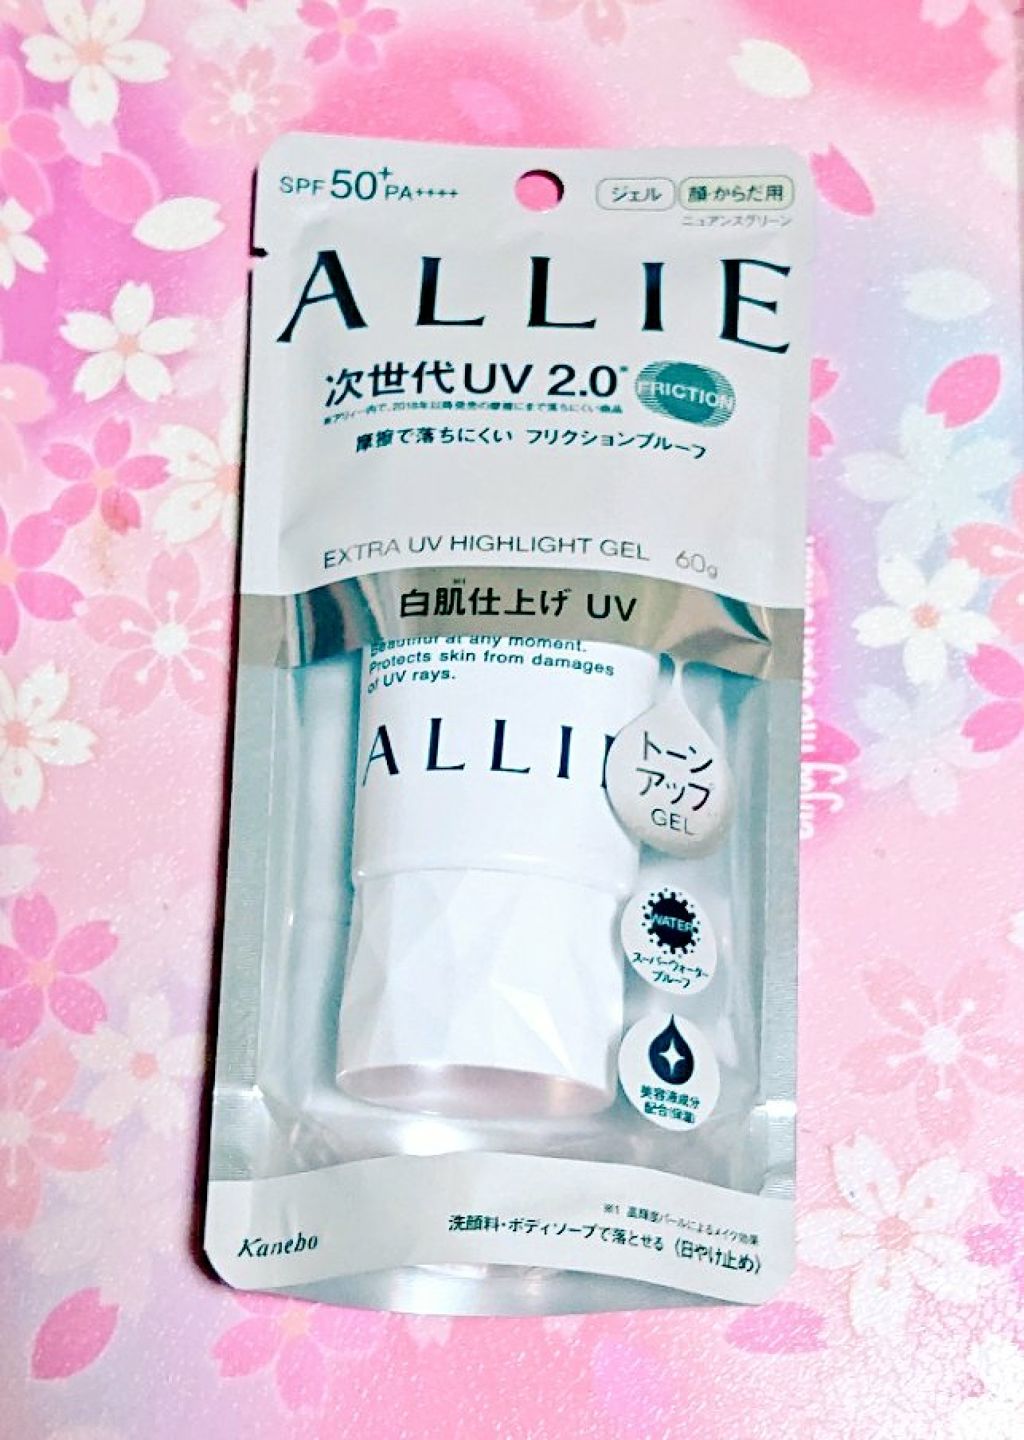 SPF50+PA++++
ジェル 顔・からだ用
ニュアンスグリーン
ALLIE
次世代UV 2.0* FRICTION
摩擦で落ちにくい フリクションプルーフ
EXTRA UV HIGHLIGHT GEL 60g
白肌※1仕上げ UV
Beautiful at any moment.
Protects skin from damages
of UV rays.
ALLI
トーン
アップ
GEL
WATER
スーパーウォーター
プルーフ
美容液成分
配合(保湿)
※1 高輝度パールによるメイク効果
洗顔料・ボディソープで落とせる〈日やけ止め〉
Kanebo